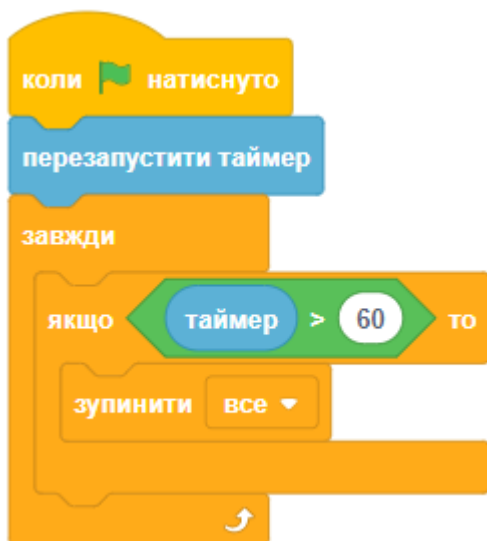 коли натиснуто
перезапустити таймер
завжди
якщо таймер > 60 то
зупинити все